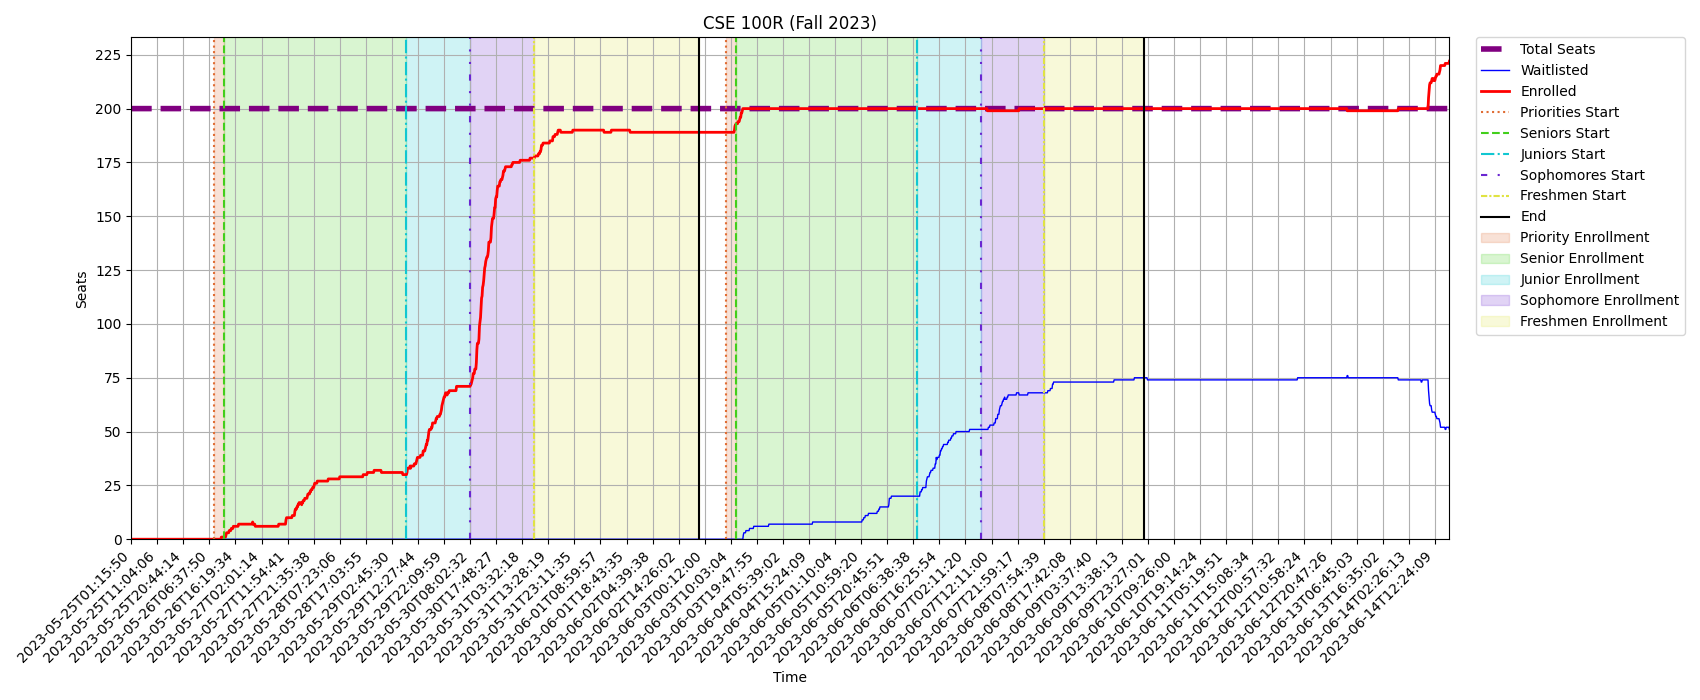 CSE 100R (Fall 2023)
Seats
225
200
175
150
125
100
75
50
25
0
2023-05-25T01:15:50
2023-05-25T11:04:06
2023-05-25T20:44:14
2023-05-26T06:37:50
2023-05-26T16:19:34
2023-05-27T02:01:14
2023-05-27T11:54:41
2023-05-27T21:35:38
2023-05-28T07:23:06
2023-05-28T17:03:55
2023-05-29T02:45:30
2023-05-29T12:27:44
2023-05-29T22:09:59
2023-05-30T08:02:32
2023-05-30T17:48:27
2023-05-31T03:32:18
2023-05-31T13:28:19
2023-05-31T23:11:35
2023-06-01T08:59:57
2023-06-01T18:43:35
2023-06-02T04:39:38
2023-06-02T14:26:02
2023-06-03T00:12:00
2023-06-03T10:03:04
2023-06-03T19:47:55
2023-06-04T05:39:02
2023-06-04T15:24:09
2023-06-05T01:10:04
2023-06-05T10:59:20
2023-06-05T20:45:51
2023-06-06T06:38:38
2023-06-06T16:25:54
2023-06-07T02:11:20
2023-06-07T12:11:00
2023-06-07T21:59:17
2023-06-08T07:54:39
2023-06-08T17:42:08
2023-06-09T03:37:40
2023-06-09T13:38:13
2023-06-09T23:27:01
2023-06-10T09:26:00
2023-06-10T19:14:24
2023-06-11T05:19:51
2023-06-11T15:08:34
2023-06-12T00:57:32
2023-06-12T10:58:24
2023-06-12T20:47:26
2023-06-13T06:45:03
2023-06-13T16:35:02
2023-06-14T02:26:13
2023-06-14T12:24:09
Time
Total Seats
Waitlisted
Enrolled
Priorities Start
Seniors Start
Juniors Start
Sophomores Start
Freshmen Start
End
Priority Enrollment
Senior Enrollment
Junior Enrollment
Sophomore Enrollment
Freshmen Enrollment